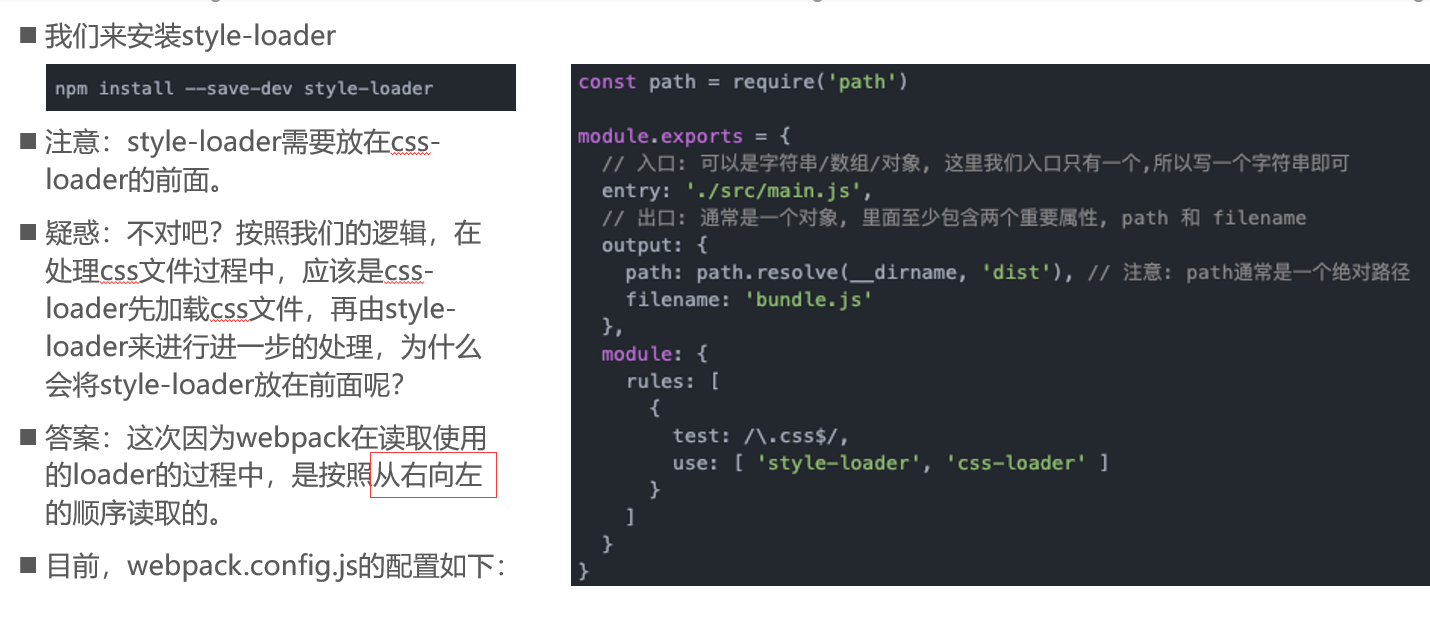 我们来安装style-loader
npm install --save-dev style-loader
注意：style-loader需要放在css-
loader的前面。
疑惑：不对吧？按照我们的逻辑，在
处理css文件过程中，应该是css-
loader先加载css文件，再由style-
loader来进行进一步的处理，为什么
会将style-loader放在前面呢？
答案：这次因为webpack在读取使用
的loader的过程中，是按照从右向左
的顺序读取的。
目前，webpack.config.js的配置如下：
const path = require('path')
module.exports = {
// 入口: 可以是字符串/数组/对象, 这里我们入口只有一个,所以写一个字符串即可
entry: './src/main.js',
// 出口: 通常是一个对象, 里面至少包含两个重要属性, path 和 filename
output: {
path: path.resolve(__dirname, 'dist'), // 注意: path通常是一个绝对路径
filename: 'bundle.js'
},
module: {
rules: [
{
test: /\.css$/,
use: [ 'style-loader', 'css-loader' ]
}
]
}
}